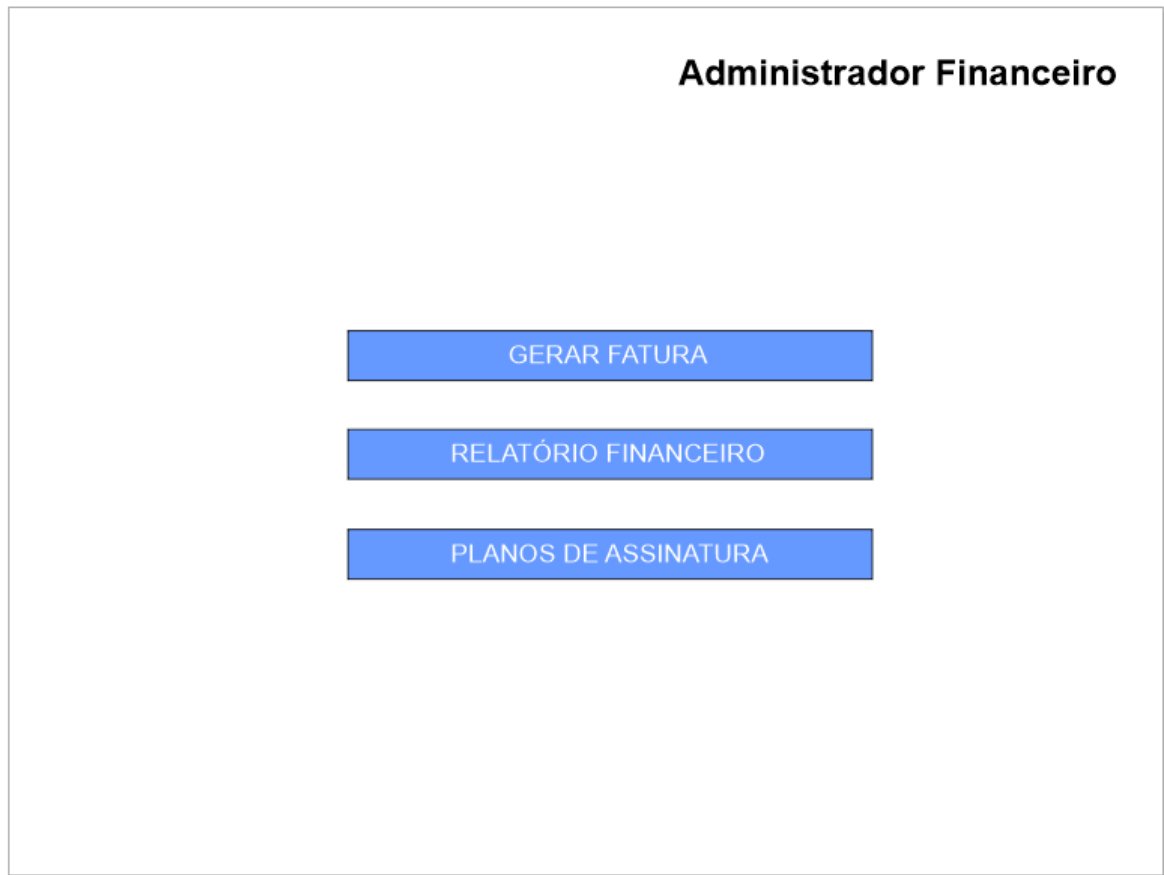 Administrador Financeiro
GERAR FATURA
RELATÓRIO FINANCEIRO
PLANOS DE ASSINATURA